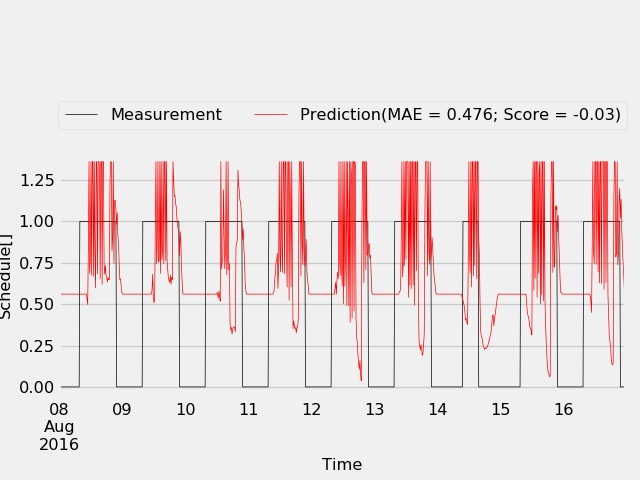 Measurement
Prediction(MAE = 0.476; Score = -0.03)
1.25
1.00
0.75
0.50
0.25
0.00
Schedule[]
08 09 10 11 12 13 14 15 16
Aug
2016
Time